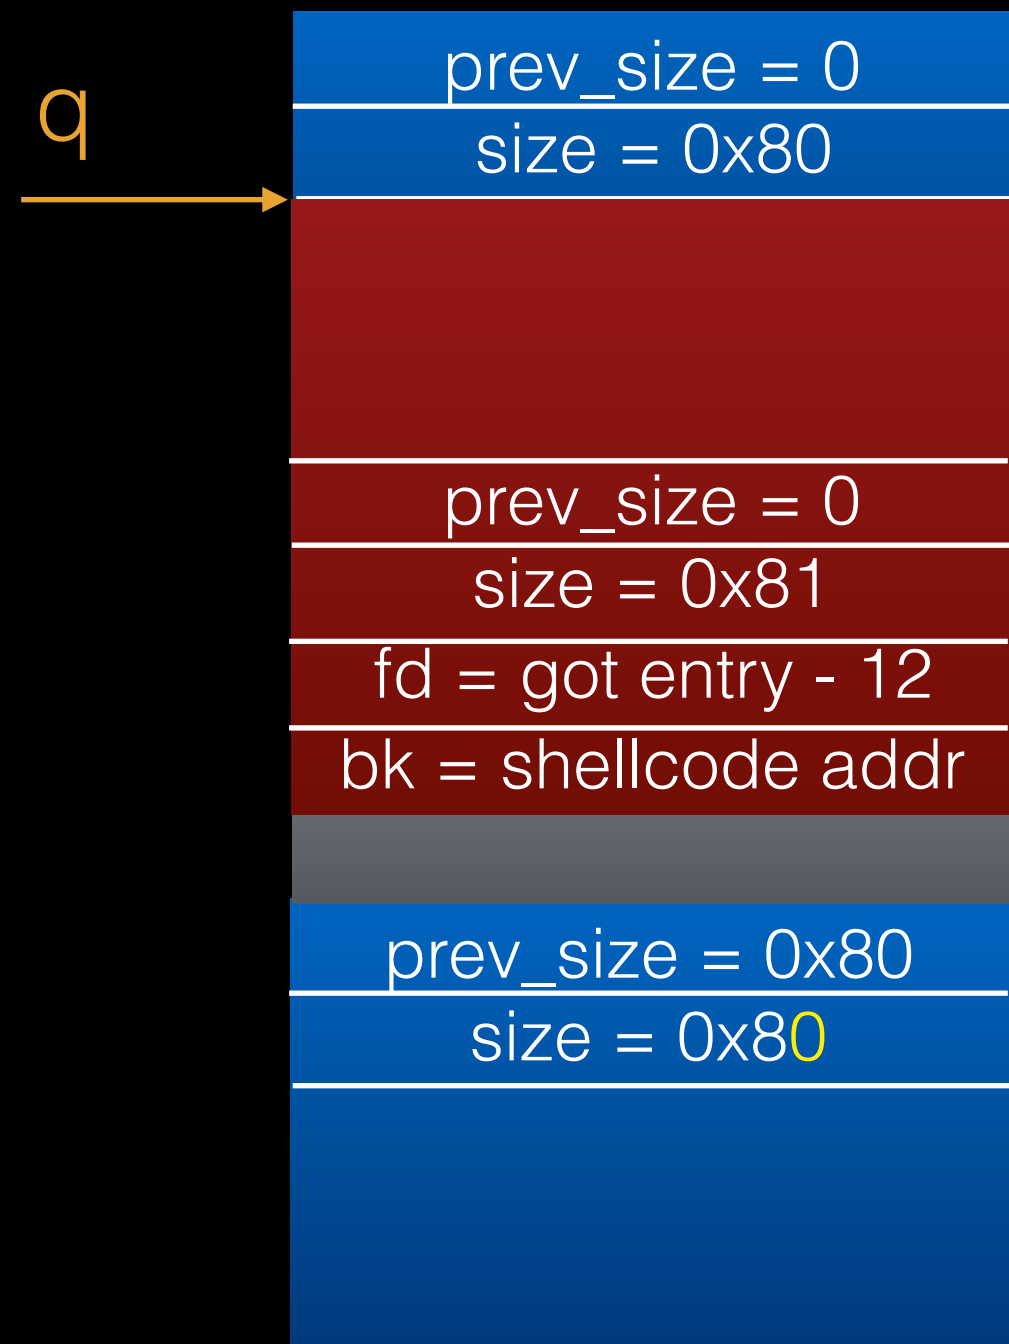 prev_size = 0
q
size = 0x80
prev_size = 0
size = 0x81
fd = got entry - 12
bk = shellcode addr
prev_size = 0x80
size = 0x80